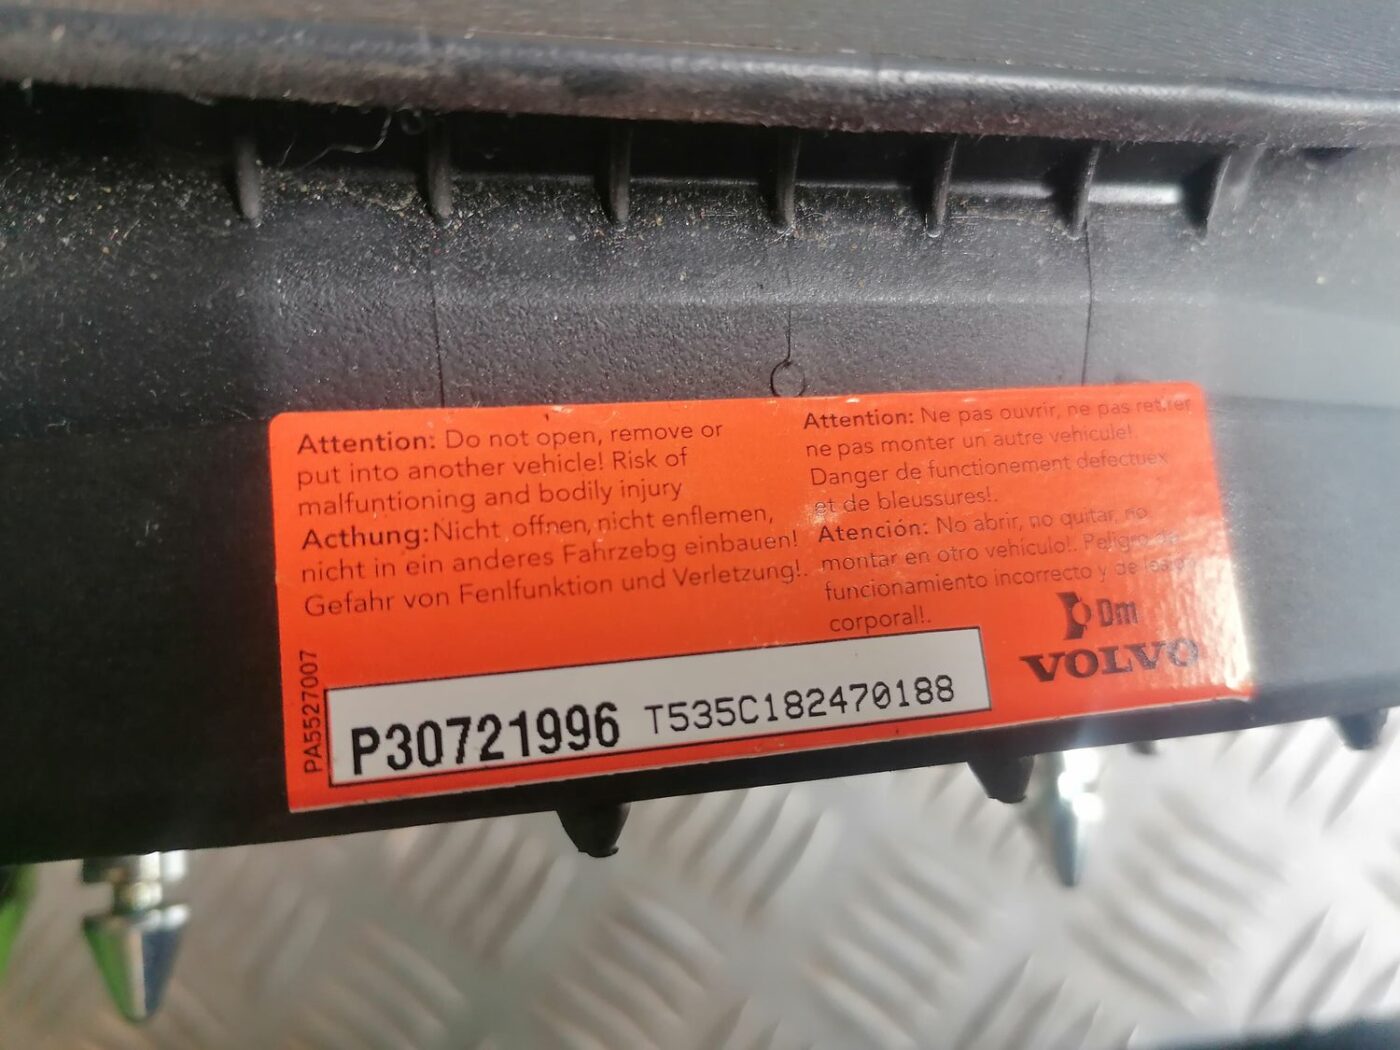 Attention: Do not open, remove or
put into another vehicle! Risk of
malfuntioning and bodily injury
Acthung: Nicht offnen, nicht enflemen,
nicht in ein anderes Fahrzebg einbauen!
Gefahr von Fenlfunktion und Verletzung!.
Attention: Ne pas ouvrir, ne pas retirer
ne pas monter un autre vehicule!.
Danger de functionement defectuex
et de bleussures!.
Atención: No abrir, no quitar, no
montar en otro vehículo!. Peligro de
funcionamiento incorrecto y de lesion
corporal!.
Dm
VOLVO
PA5527007
P30721996 T535C182470188